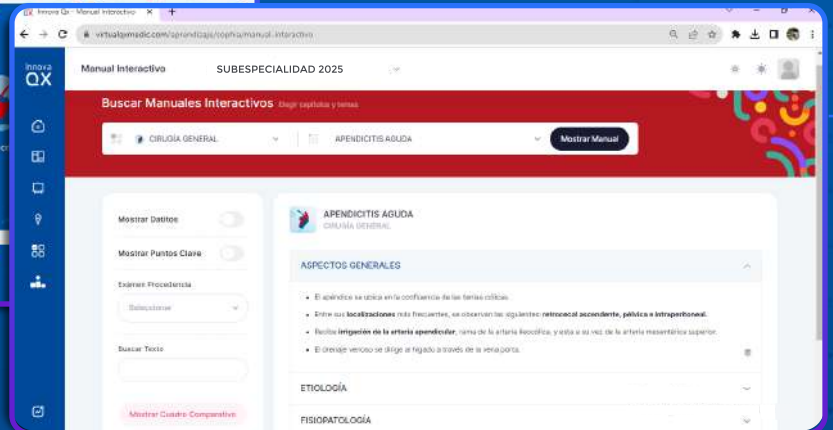 Innova Qx - Manual Interactivo
virtualqxmedic.com/aprendizaje/sophia/manual-interactivo
innova
QX
Manual Interactivo
SUBESPECIALIDAD 2025
Buscar Manuales Interactivos Elegir capítulos y temas
CIRUGÍA GENERAL
APENDICITIS AGUDA
Mostrar Manual
Mostrar Datitos
Mostrar Puntos Clave
Exámen Procedencia
Seleccionar
Buscar Texto
Mostrar Cuadro Comparativo
APENDICITIS AGUDA
CIRUGÍA GENERAL
ASPECTOS GENERALES
El apéndice se ubica en la confluencia de las tenias cólicas.
Entre sus localizaciones más frecuentes, se observan las siguientes: retrocecal ascendente, pélvica e intraperitoneal.
Recibe irrigación de la arteria apendicular, rama de la arteria ileocólica, y esta a su vez de la arteria mesentérica superior.
El drenaje venoso se dirige al hígado a través de la vena porta.
ETIOLOGÍA
FISIOPATOLOGÍA